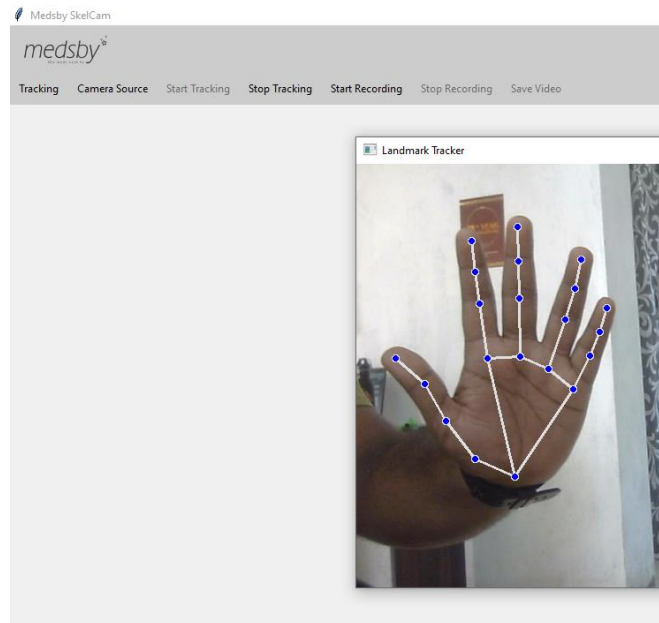 Medsby SkelCam
medsby
Tracking Camera Source Start Tracking Stop Tracking Start Recording Stop Recording Save Video
Landmark Tracker